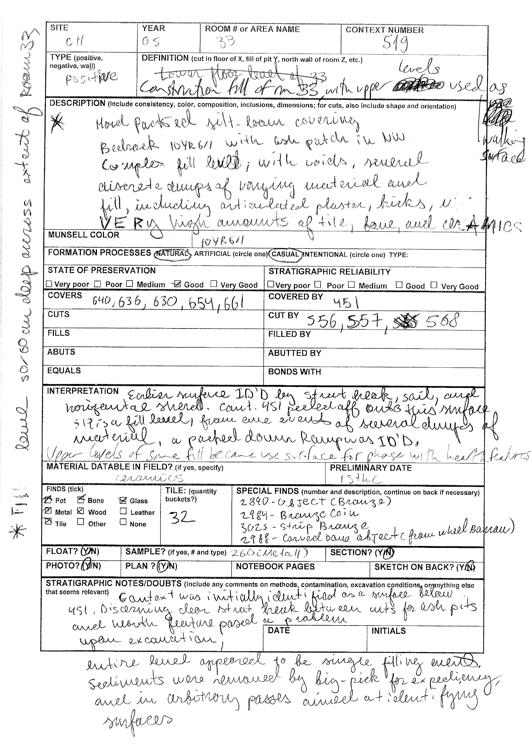 SITE YEAR ROOM # or AREA NAME CONTEXT NUMBER
CH 05 33 519
TYPE (positive, negative, wall) DEFINITION (cut in floor of X, fill of pit Y, north wall of room Z, etc.)
positive Lower floor level of 33
Construction fill of rm 33 with upper levels used as walking surface
DESCRIPTION (Include consistency, color, composition, inclusions, dimensions; for cuts, also include shape and orientation)
* Hard packed silt-loam covering
Bedrock 10YR6/1 with ash patch in NW
Complex fill level, with voids, several
discrete dumps of varying material and
fill, including articulated plaster, bricks,
VERY high amounts of tile, bone, and cerAMICS
MUNSELL COLOR 10YR6/1
FORMATION PROCESSES NATURAL, ARTIFICIAL (circle one) CASUAL INTENTIONAL (circle one) TYPE:
STATE OF PRESERVATION STRATIGRAPHIC RELIABILITY
Very poor Poor Medium Good Very Good Very poor Poor Medium Good Very Good
COVERS 640, 636, 630, 654, 661 COVERED BY 451
CUTS CUT BY 556, 557, 568
FILLS FILLED BY
ABUTS ABUTTED BY
EQUALS BONDS WITH
INTERPRETATION Earlier surface ID'D by strat break, soil, and
horizontal sherd. Cont. 451 peeled off onto this surface
519 is a fill level, from one event of several dumps of
material, a packed down Ramp was ID'D,
Upper levels of same fill became use surface for phase with hearth features
MATERIAL DATABLE IN FIELD? (if yes, specify) PRELIMINARY DATE
ceramics 13thc
FINDS (tick) TILE: (quantity buckets?) SPECIAL FINDS (number and description, continue on back if necessary)
Pot Bone Glass
Metal Wood Leather
Tile Other None
32
2890 - object (Bronze)
2984 - Bronze Coin
3025 - Strip Bronze
2988 - Carved bone object (from wheel Barrow)
FLOAT? (Y/N) SAMPLE? (if yes, # and type) 260 (Metal) SECTION? (Y/N)
PHOTO? (Y/N) PLAN? (Y/N) NOTEBOOK PAGES SKETCH ON BACK? (Y/N)
STRATIGRAPHIC NOTES/DOUBTS (Include any comments on methods, contamination, excavation conditions, or anything else that seems relevant)
Context was initially identified as a surface below
451. Discerning clear strat break between cuts for ash pits
and hearth feature posed a problem
upon excavation,
DATE INITIALS
entire level appeared to be single filling event.
Sediments were removed by big-pick for expediency,
and in arbitrary passes aimed at identifying
surfaces
* Fill level 50/60 cm deep across extent of Room 33